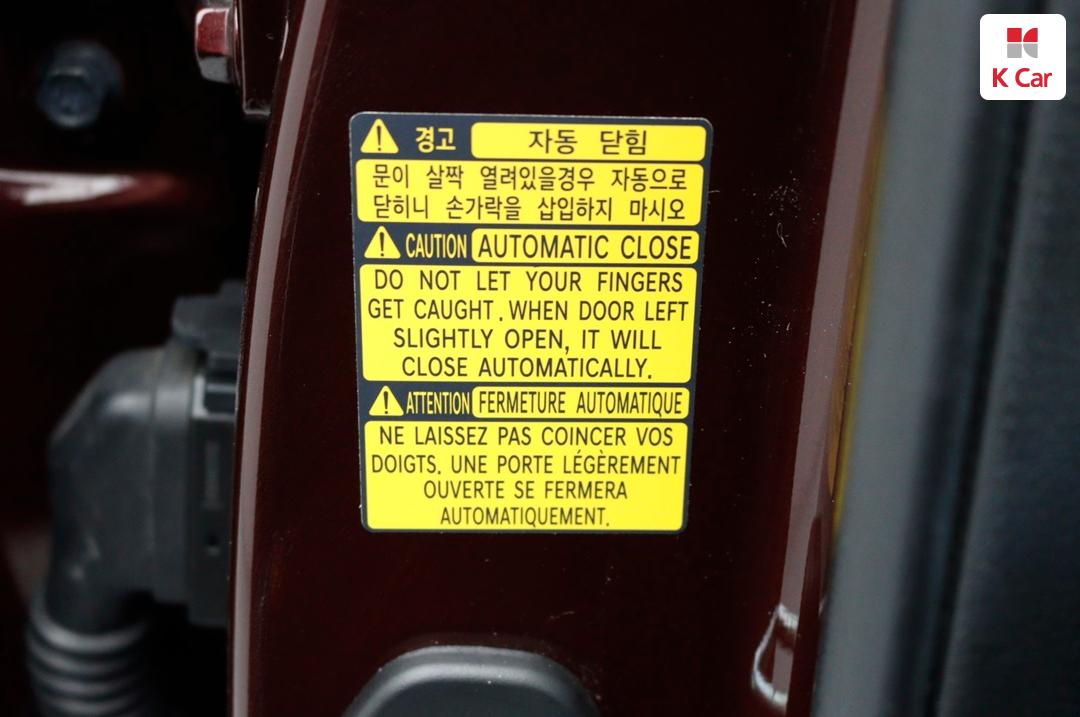 K Car
경고 자동 닫힘
문이 살짝 열려있을경우 자동으로
닫히니 손가락을 삽입하지 마시오
CAUTION AUTOMATIC CLOSE
DO NOT LET YOUR FINGERS
GET CAUGHT. WHEN DOOR LEFT
SLIGHTLY OPEN, IT WILL
CLOSE AUTOMATICALLY.
ATTENTION FERMETURE AUTOMATIQUE
NE LAISSEZ PAS COINCER VOS
DOIGTS. UNE PORTE LÉGÈREMENT
OUVERTE SE FERMERA
AUTOMATIQUEMENT.